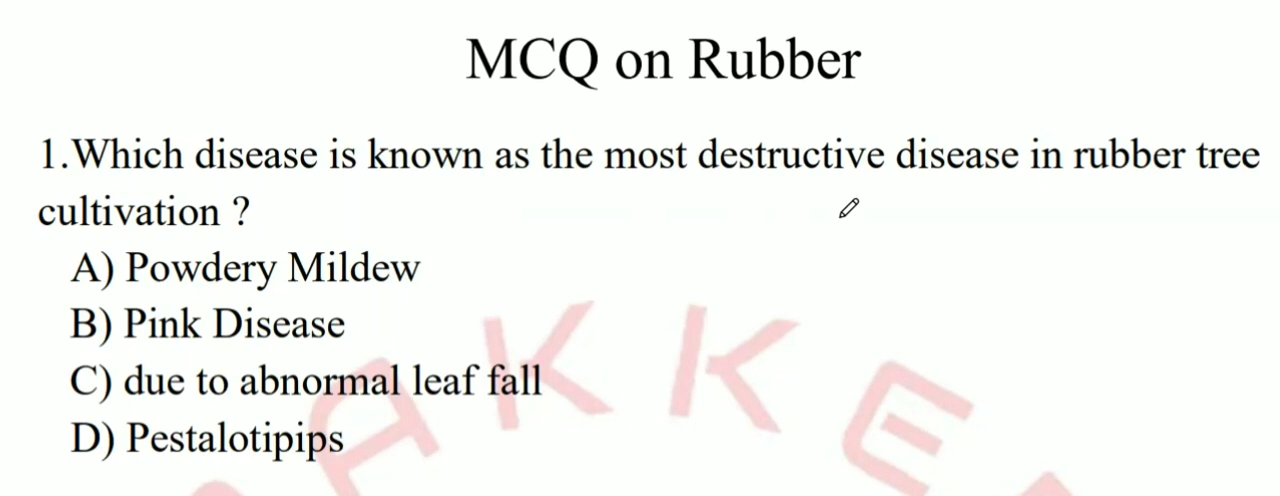 MCQ on Rubber
1.Which disease is known as the most destructive disease in rubber tree
cultivation ?
A) Powdery Mildew
B) Pink Disease
C) due to abnormal leaf fall
D) Pestalotipips
AKKE